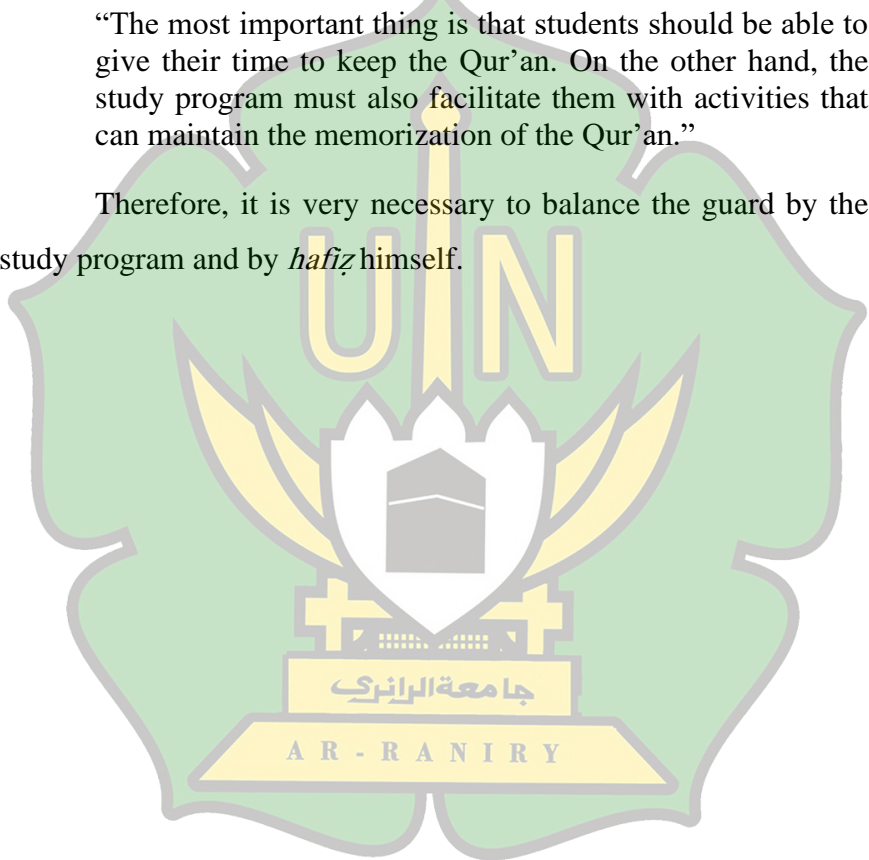 “The most important thing is that students should be able to
give their time to keep the Qur’an. On the other hand, the
study program must also facilitate them with activities that
can maintain the memorization of the Qur’an.”
Therefore, it is very necessary to balance the guard by the
study program and by hafiẓ himself.
UIN
جامعةالرانري
AR-RANIRY